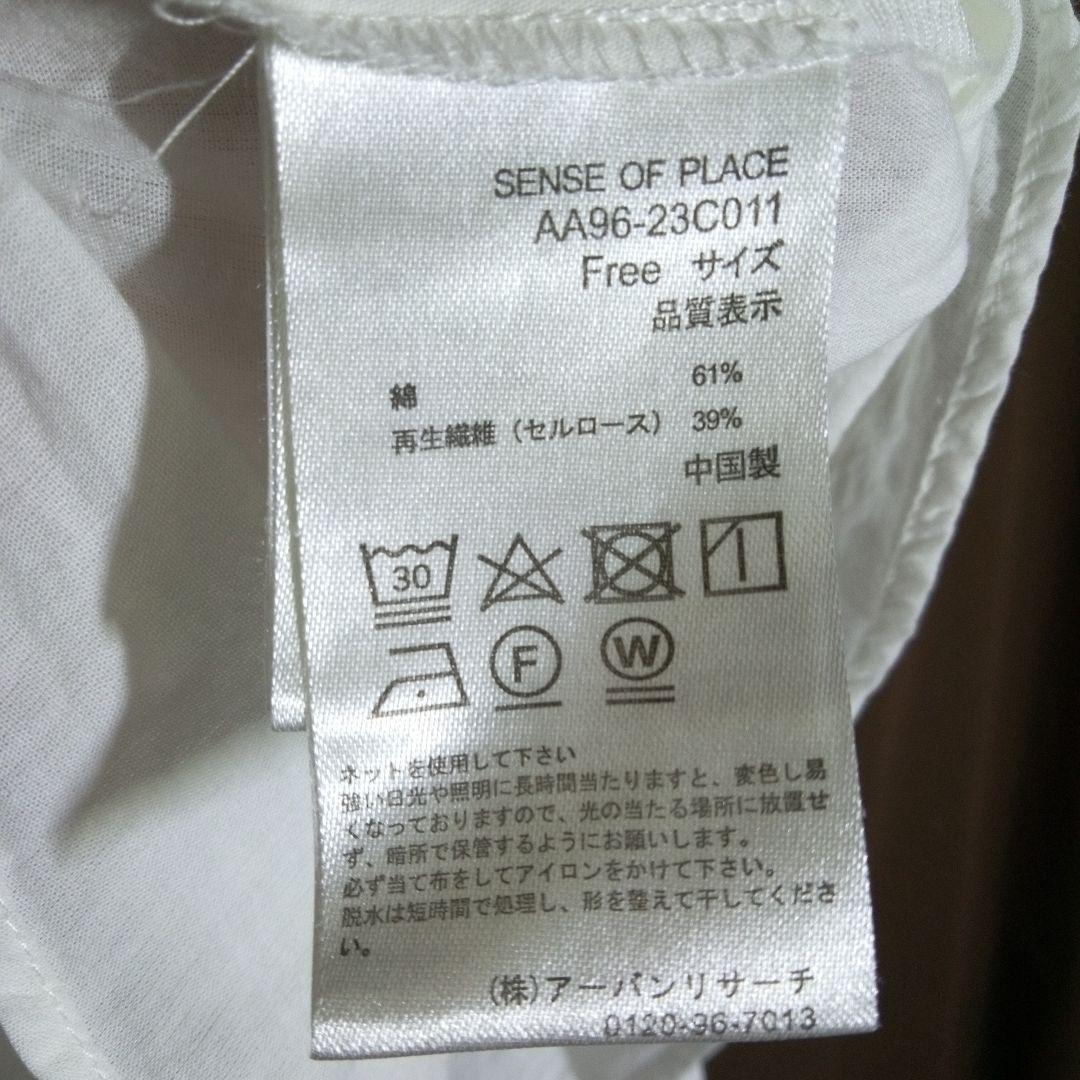 SENSE OF PLACE
AA96-23C011
Free サイズ
品質表示
綿 61%
再生繊維（セルロース） 39%
中国製
30
F W
ネットを使用して下さい
強い日光や照明に長時間当たりますと、変色し易
くなっておりますので、光の当たる場所に放置せ
ず、暗所で保管するようにお願いします。
必ず当て布をしてアイロンをかけて下さい。
脱水は短時間で処理し、形を整えて干してくださ
い。
(株)アーバンリサーチ
0120-96-7013